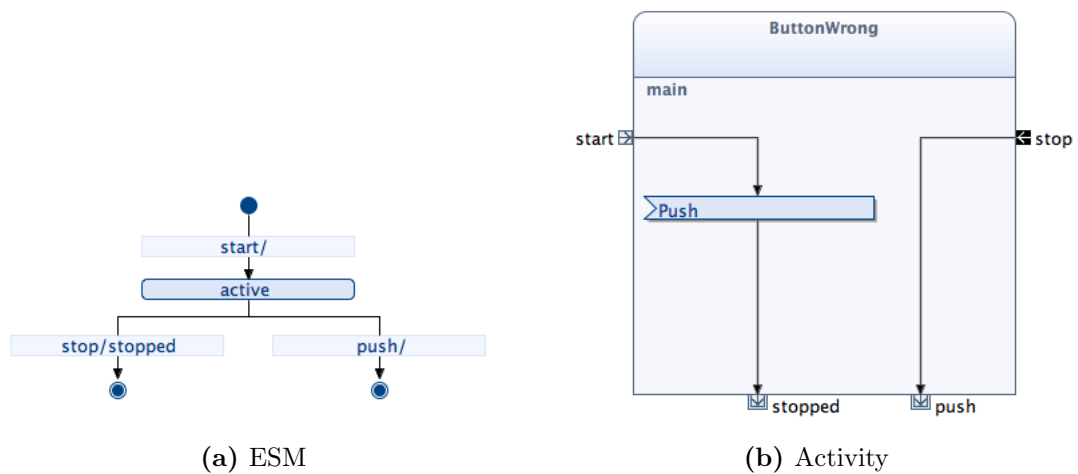 start/
active
stop/stopped
push/
(a) ESM
ButtonWrong
main
start
stop
Push
stopped
push
(b) Activity